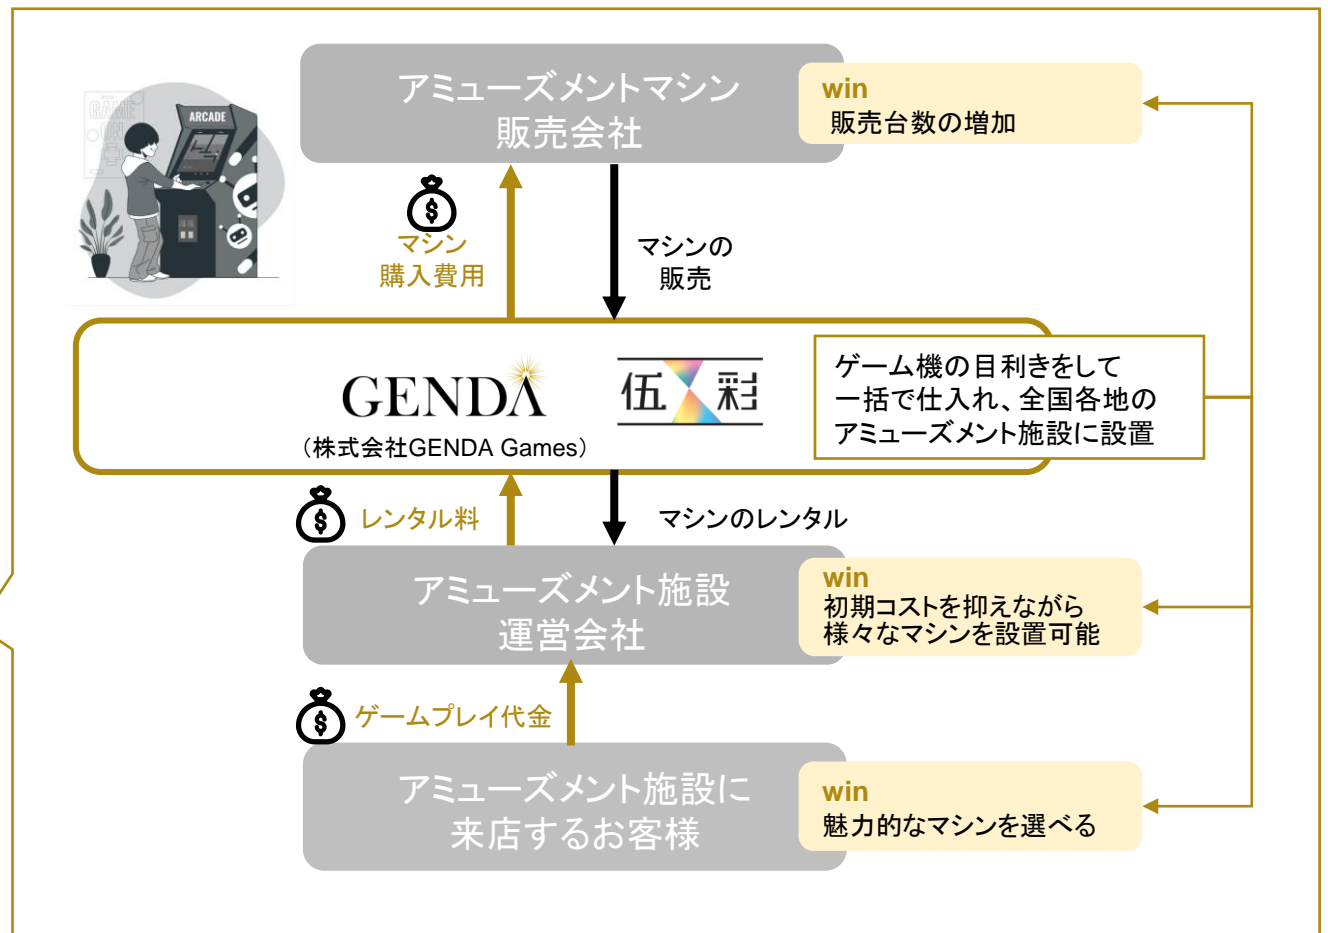 アミューズメントマシン
販売会社
win
販売台数の増加
GAME
ON
ARCADE
マシン
購入費用
マシンの
販売
GENDA
(株式会社GENDA Games)
伍彩
ゲーム機の目利きをして
一括で仕入れ、全国各地の
アミューズメント施設に設置
レンタル料
マシンのレンタル
アミューズメント施設
運営会社
win
初期コストを抑えながら
様々なマシンを設置可能
ゲームプレイ代金
アミューズメント施設に
来店するお客様
win
魅力的なマシンを選べる